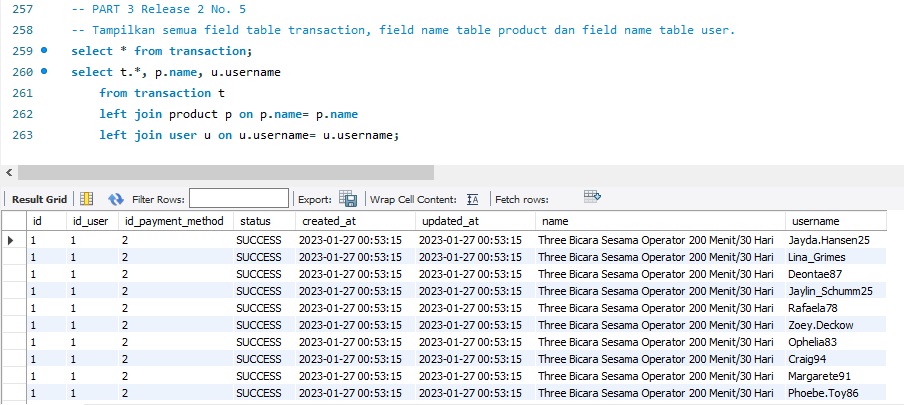 257 -- PART 3 Release 2 No. 5
258 -- Tampilkan semua field table transaction, field name table product dan field name table user.
259 select * from transaction;
260 select t.*, p.name, u.username
261 from transaction t
262 left join product p on p.name= p.name
263 left join user u on u.username= u.username;
Result Grid Filter Rows: Export: Wrap Cell Content: IA Fetch rows:
id id_user id_payment_method status created_at updated_at name username
1 1 2 SUCCESS 2023-01-27 00:53:15 2023-01-27 00:53:15 Three Bicara Sesama Operator 200 Menit/30 Hari Jayda.Hansen25
1 1 2 SUCCESS 2023-01-27 00:53:15 2023-01-27 00:53:15 Three Bicara Sesama Operator 200 Menit/30 Hari Lina_Grimes
1 1 2 SUCCESS 2023-01-27 00:53:15 2023-01-27 00:53:15 Three Bicara Sesama Operator 200 Menit/30 Hari Deontae87
1 1 2 SUCCESS 2023-01-27 00:53:15 2023-01-27 00:53:15 Three Bicara Sesama Operator 200 Menit/30 Hari Jaylin_Schumm25
1 1 2 SUCCESS 2023-01-27 00:53:15 2023-01-27 00:53:15 Three Bicara Sesama Operator 200 Menit/30 Hari Rafaela78
1 1 2 SUCCESS 2023-01-27 00:53:15 2023-01-27 00:53:15 Three Bicara Sesama Operator 200 Menit/30 Hari Zoey.Deckow
1 1 2 SUCCESS 2023-01-27 00:53:15 2023-01-27 00:53:15 Three Bicara Sesama Operator 200 Menit/30 Hari Ophelia83
1 1 2 SUCCESS 2023-01-27 00:53:15 2023-01-27 00:53:15 Three Bicara Sesama Operator 200 Menit/30 Hari Craig94
1 1 2 SUCCESS 2023-01-27 00:53:15 2023-01-27 00:53:15 Three Bicara Sesama Operator 200 Menit/30 Hari Margarete91
1 1 2 SUCCESS 2023-01-27 00:53:15 2023-01-27 00:53:15 Three Bicara Sesama Operator 200 Menit/30 Hari Phoebe.Toy86